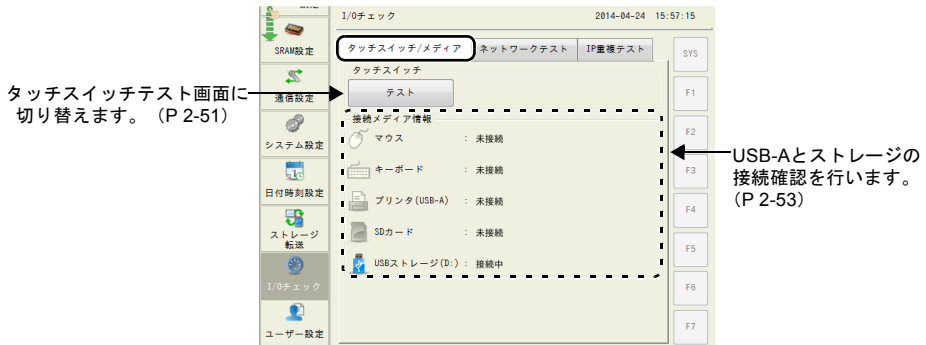 I/Oチェック 2014-04-24 15:57:15
SRAM設定
通信設定
システム設定
日付時刻設定
ストレージ
転送
I/Oチェック
ユーザー設定
タッチスイッチ/メディア ネットワークテスト IP重複テスト
タッチスイッチ
テスト
接続メディア情報
マウス : 未接続
キーボード : 未接続
プリンタ(USB-A) : 未接続
SDカード : 未接続
USBストレージ(D:) : 接続中
SYS
F1
F2
F3
F4
F5
F6
F7
タッチスイッチテスト画面に
切り替えます。（P 2-51）
USB-Aとストレージの
接続確認を行います。
（P 2-53）